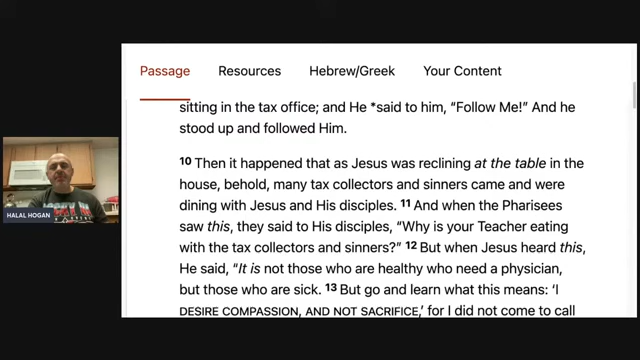 Passage Resources Hebrew/Greek Your Content
sitting in the tax office; and He *said to him, “Follow Me!” And he
stood up and followed Him.
10 Then it happened that as Jesus was reclining at the table in the
house, behold, many tax collectors and sinners came and were
dining with Jesus and His disciples. 11 And when the Pharisees
saw this, they said to His disciples, “Why is your Teacher eating
with the tax collectors and sinners?” 12 But when Jesus heard this,
He said, “It is not those who are healthy who need a physician,
but those who are sick. 13 But go and learn what this means: ‘I
DESIRE COMPASSION, AND NOT SACRIFICE,’ for I did not come to call
HALAL HOGAN